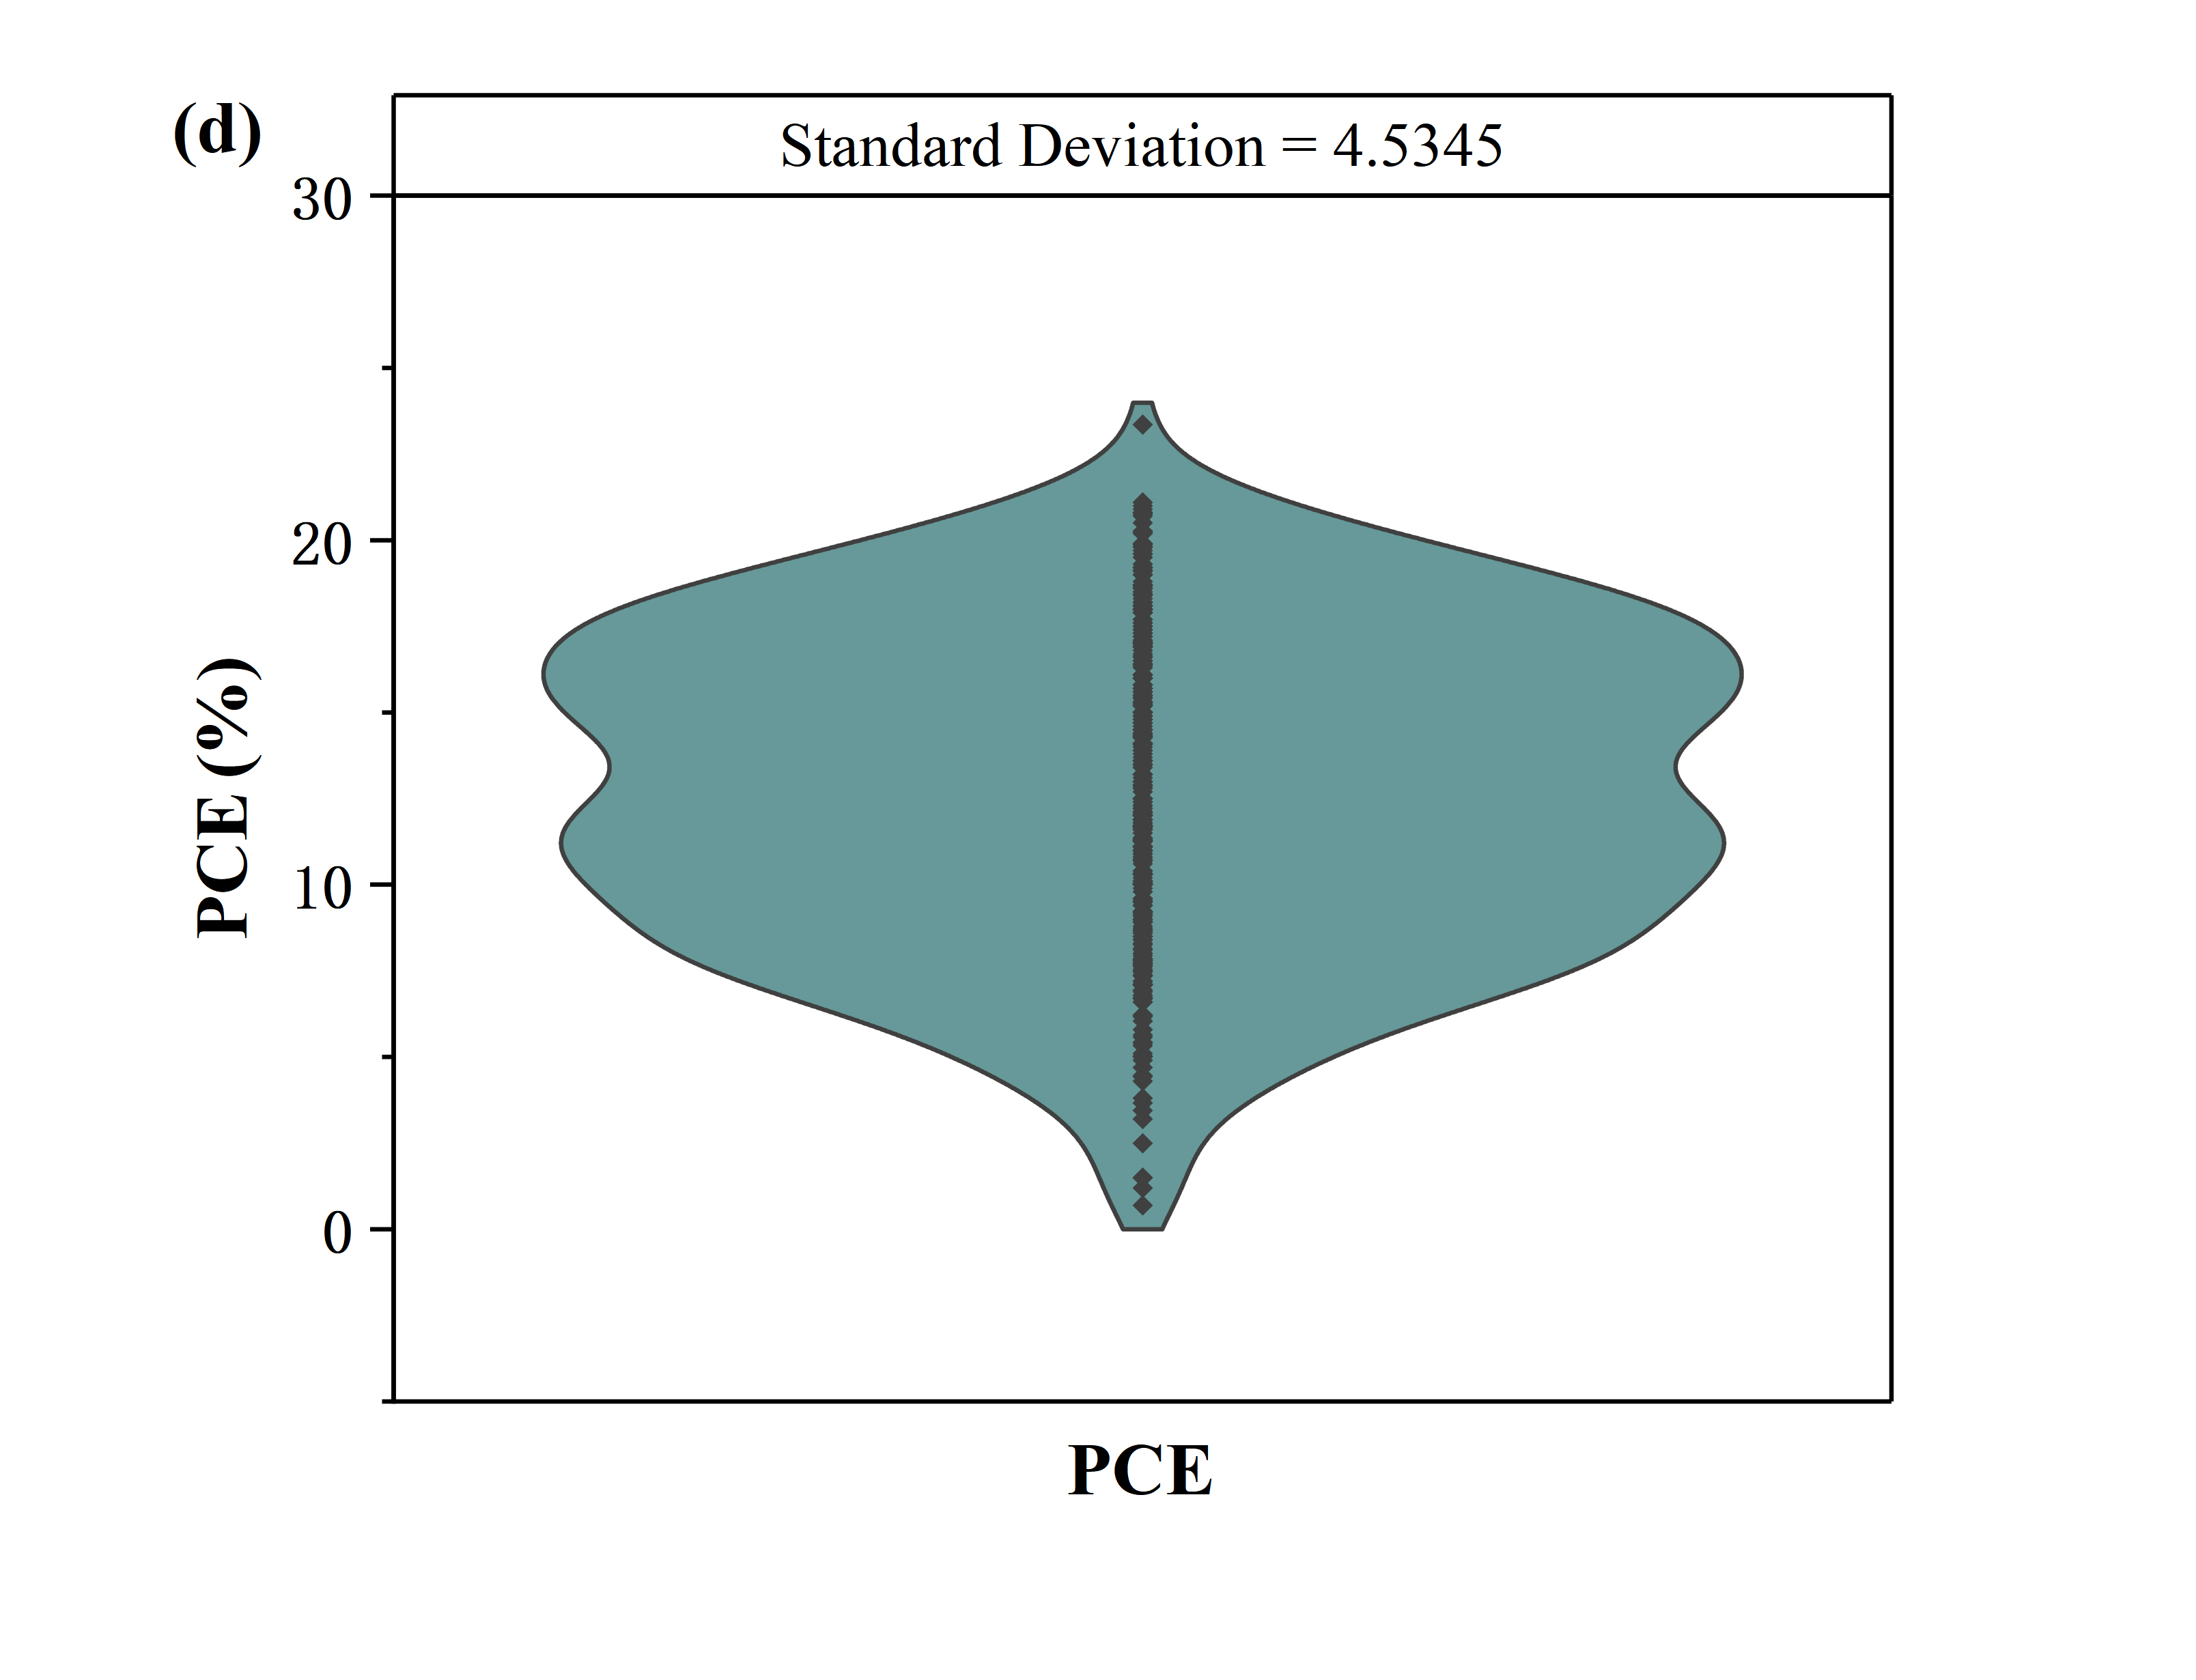 (d)
Standard Deviation = 4.5345
30
20
10
0
PCE (%)
PCE